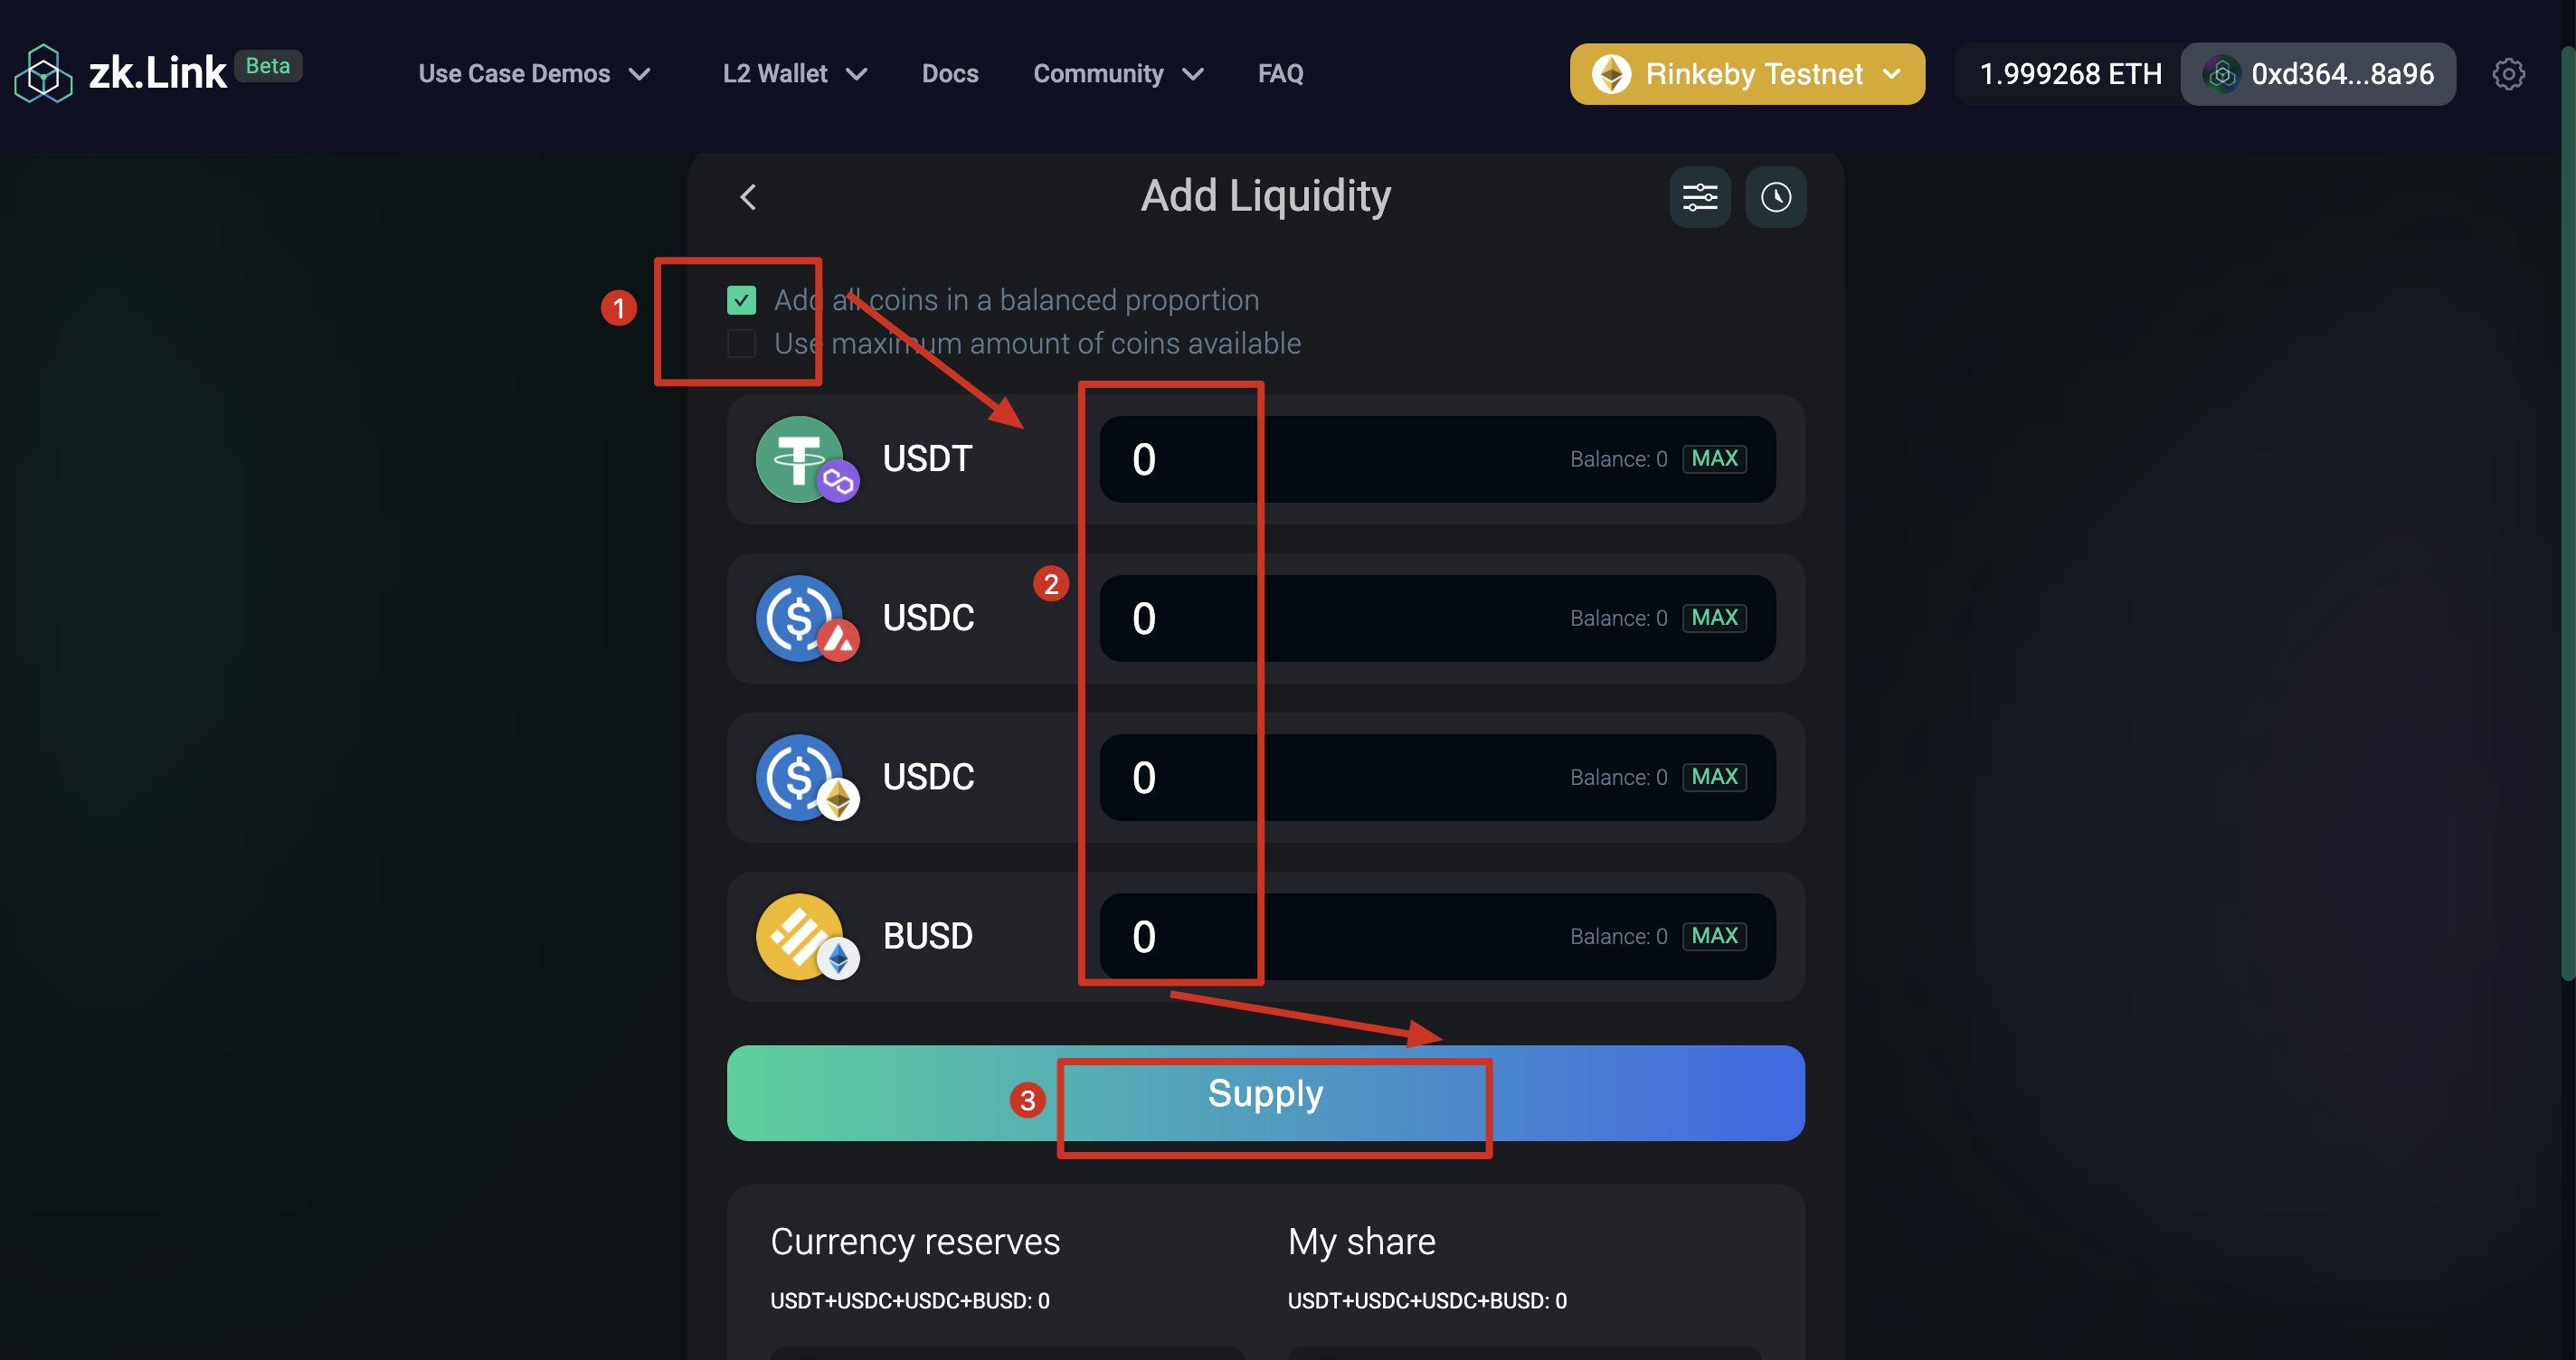 zk.Link Beta Use Case Demos L2 Wallet Docs Community FAQ Rinkeby Testnet 1.999268 ETH 0xd364...8a96
Add Liquidity
1
Add all coins in a balanced proportion
Use maximum amount of coins available
USDT 0 Balance: 0 MAX
2
USDC 0 Balance: 0 MAX
USDC 0 Balance: 0 MAX
BUSD 0 Balance: 0 MAX
3 Supply
Currency reserves My share
USDT+USDC+USDC+BUSD: 0 USDT+USDC+USDC+BUSD: 0